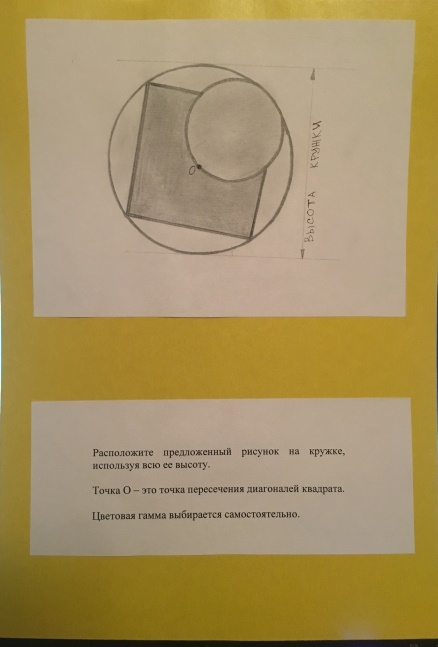 О
ВЫСОТА КРУЖКИ
Расположите предложенный рисунок на кружке,
используя всю ее высоту.
Точка О – это точка пересечения диагоналей квадрата.
Цветовая гамма выбирается самостоятельно.